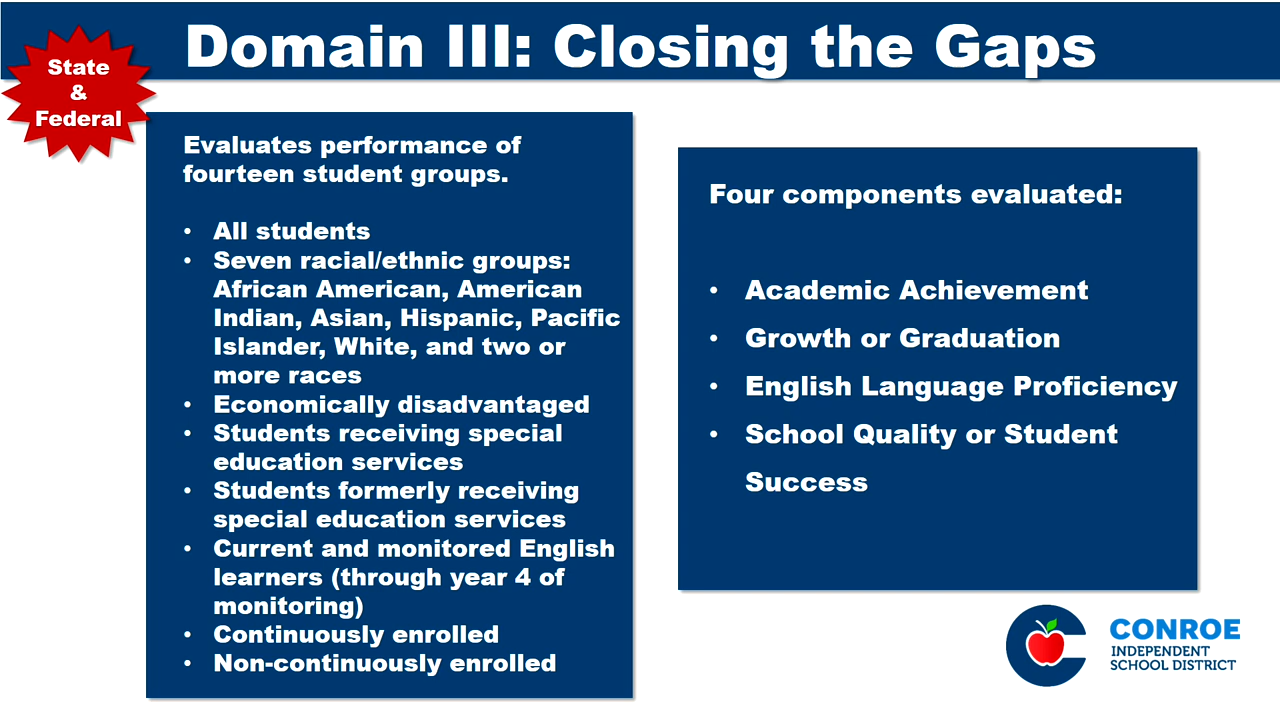 Domain III: Closing the Gaps
State
&
Federal
Evaluates performance of
fourteen student groups.
• All students
• Seven racial/ethnic groups:
African American, American
Indian, Asian, Hispanic, Pacific
Islander, White, and two or
more races
• Economically disadvantaged
• Students receiving special
education services
• Students formerly receiving
special education services
• Current and monitored English
learners (through year 4 of
monitoring)
• Continuously enrolled
• Non-continuously enrolled
Four components evaluated:
• Academic Achievement
• Growth or Graduation
• English Language Proficiency
• School Quality or Student
Success
CONROE
INDEPENDENT
SCHOOL DISTRICT